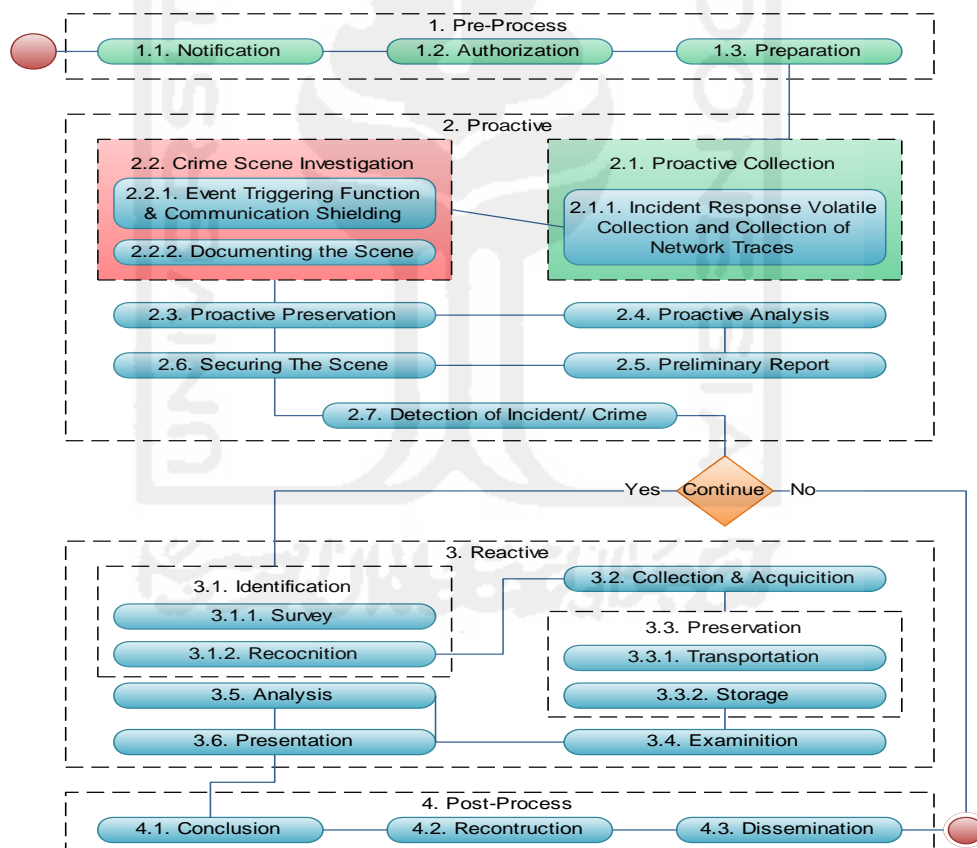 1. Pre-Process
1.1. Notification
1.2. Authorization
1.3. Preparation
2. Proactive
2.2. Crime Scene Investigation
2.2.1. Event Triggering Function
& Communication Shielding
2.2.2. Documenting the Scene
2.1. Proactive Collection
2.1.1. Incident Response Volatile
Collection and Collection of
Network Traces
2.3. Proactive Preservation
2.4. Proactive Analysis
2.6. Securing The Scene
2.5. Preliminary Report
2.7. Detection of Incident/ Crime
Yes
Continue
No
3. Reactive
3.1. Identification
3.1.1. Survey
3.1.2. Recocnition
3.2. Collection & Acquicition
3.3. Preservation
3.3.1. Transportation
3.3.2. Storage
3.5. Analysis
3.6. Presentation
3.4. Examinition
4. Post-Process
4.1. Conclusion
4.2. Recontruction
4.3. Dissemination